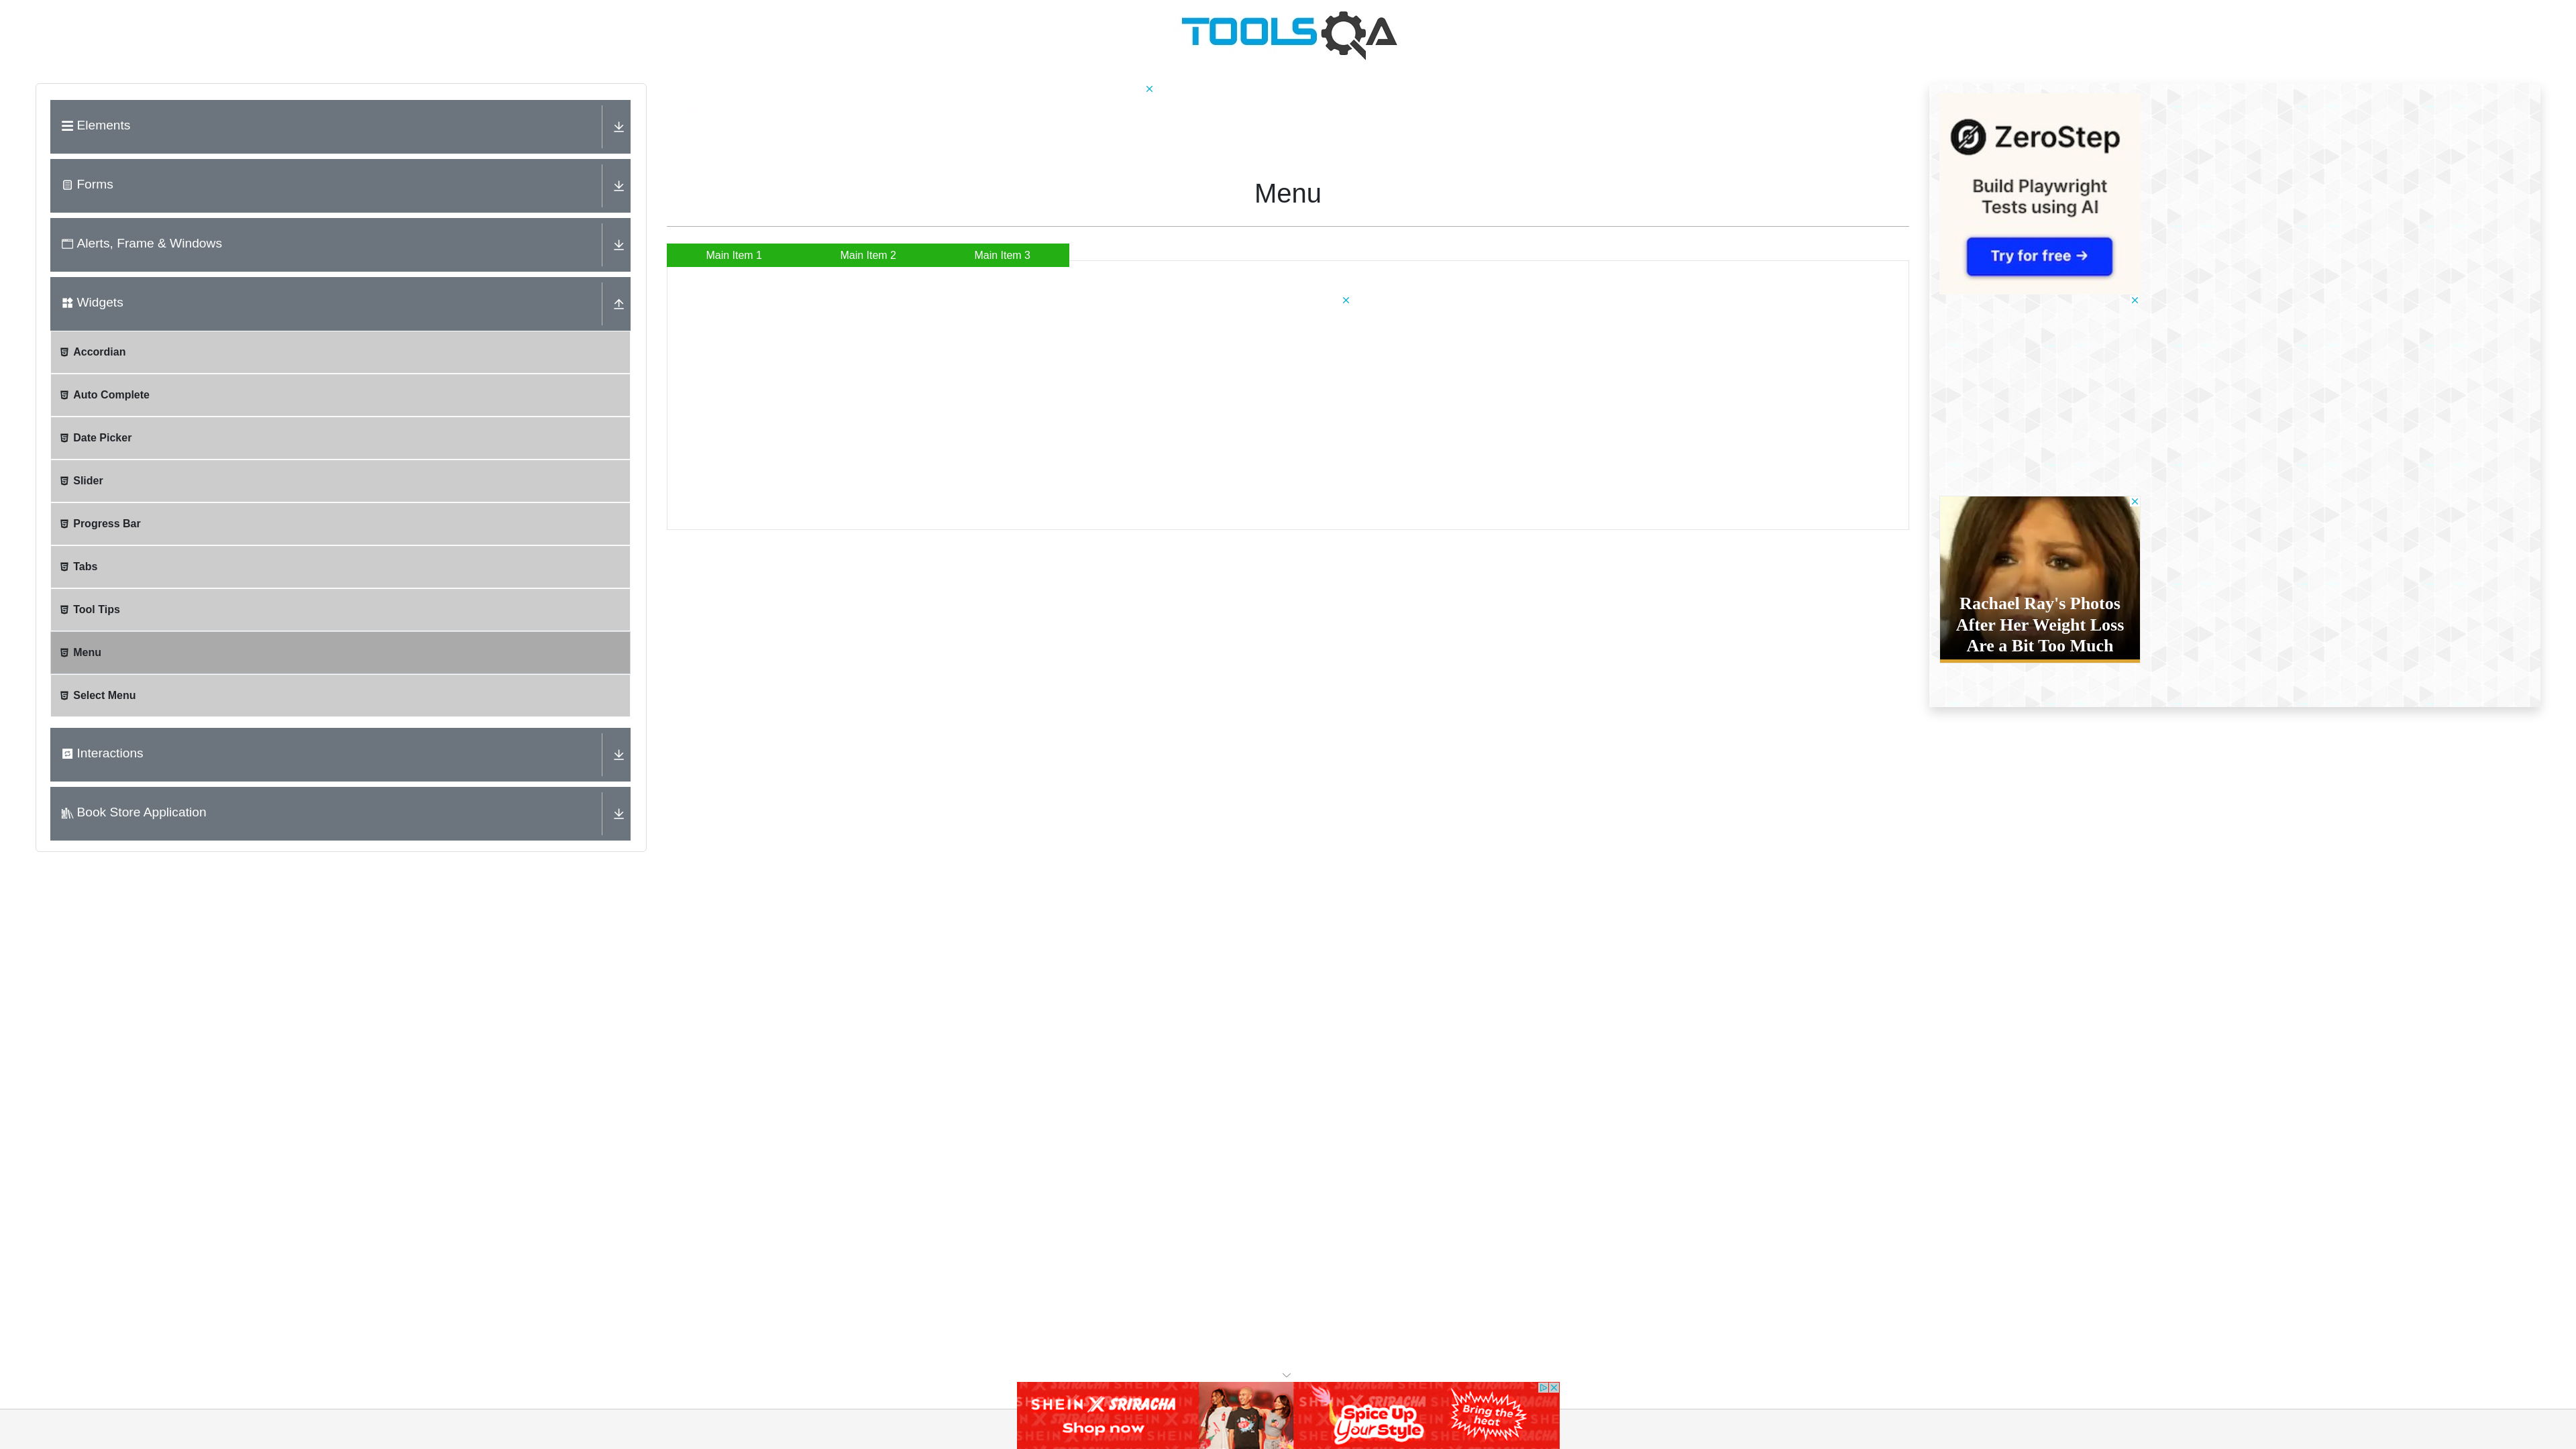 TOOLSQA
Elements
Forms
Alerts, Frame & Windows
Widgets
Accordian
Auto Complete
Date Picker
Slider
Progress Bar
Tabs
Tool Tips
Menu
Select Menu
Interactions
Book Store Application
Menu
Main Item 1
Main Item 2
Main Item 3
ZeroStep
Build Playwright
Tests using AI
Try for free →
Rachael Ray's Photos
After Her Weight Loss
Are a Bit Too Much
SHEIN X SRIRACHA
Shop now
Spice Up
Your Style
Bring the
heat